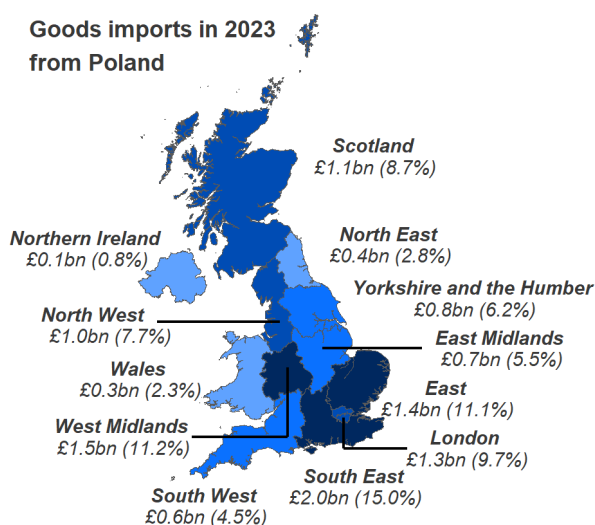 Goods imports in 2023
from Poland
Scotland
£1.1bn (8.7%)
Northern Ireland
£0.1bn (0.8%)
North East
£0.4bn (2.8%)
Yorkshire and the Humber
£0.8bn (6.2%)
North West
£1.0bn (7.7%)
East Midlands
£0.7bn (5.5%)
Wales
£0.3bn (2.3%)
East
£1.4bn (11.1%)
West Midlands
£1.5bn (11.2%)
London
£1.3bn (9.7%)
South East
£2.0bn (15.0%)
South West
£0.6bn (4.5%)